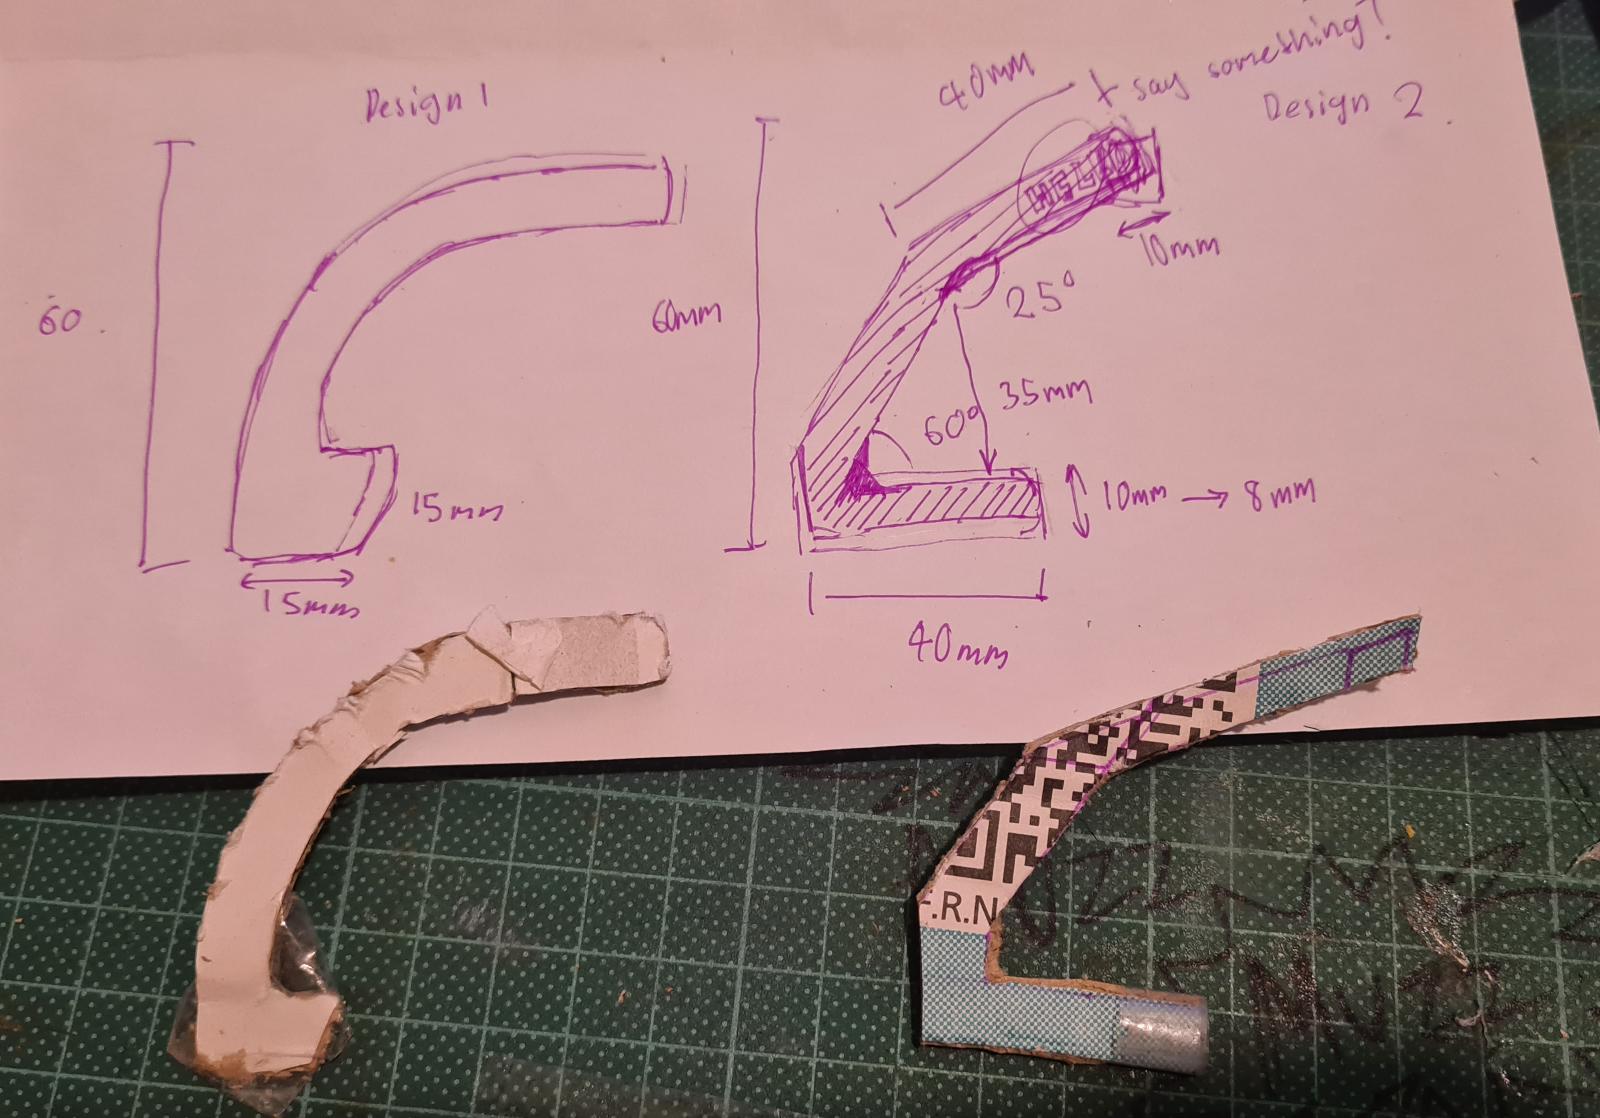 Design 1
60
15mm
15mm
+ say something?
Design 2.
40mm
HELLO
10mm
25°
60mm
35mm
60°
10mm → 8mm
40mm
.R.N